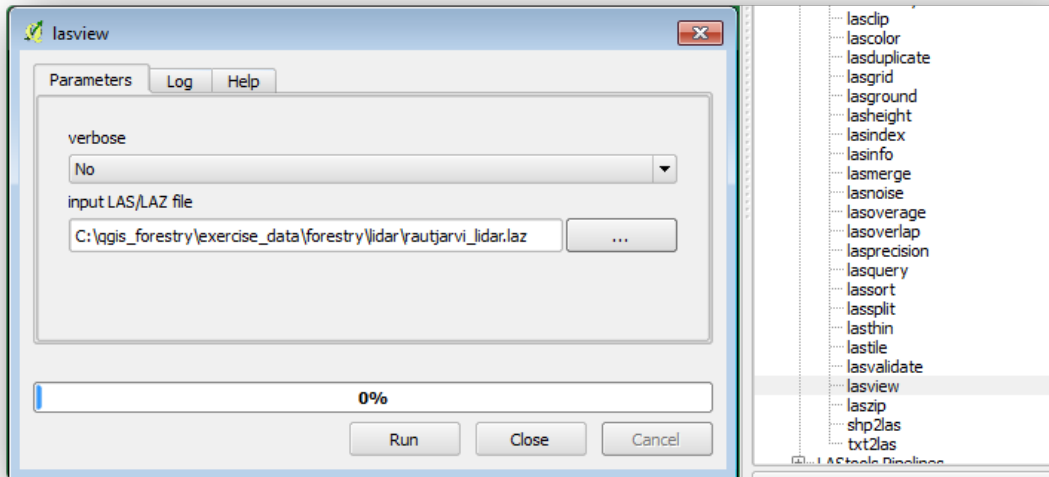 lasview
Parameters
Log
Help
verbose
No
input LAS/LAZ file
C:\qgis_forestry\exercise_data\forestry\lidar\rautjarvi_lidar.laz
...
0%
Run
Close
Cancel
lasclip
lascolor
lasduplicate
lasgrid
lasground
lasheight
lasindex
lasinfo
lasmerge
lasnoise
lasoverage
lasoverlap
lasprecision
lasquery
lassort
lassplit
lasthin
lastile
lasvalidate
lasview
laszip
shp2las
txt2las
LAStools Pipelines